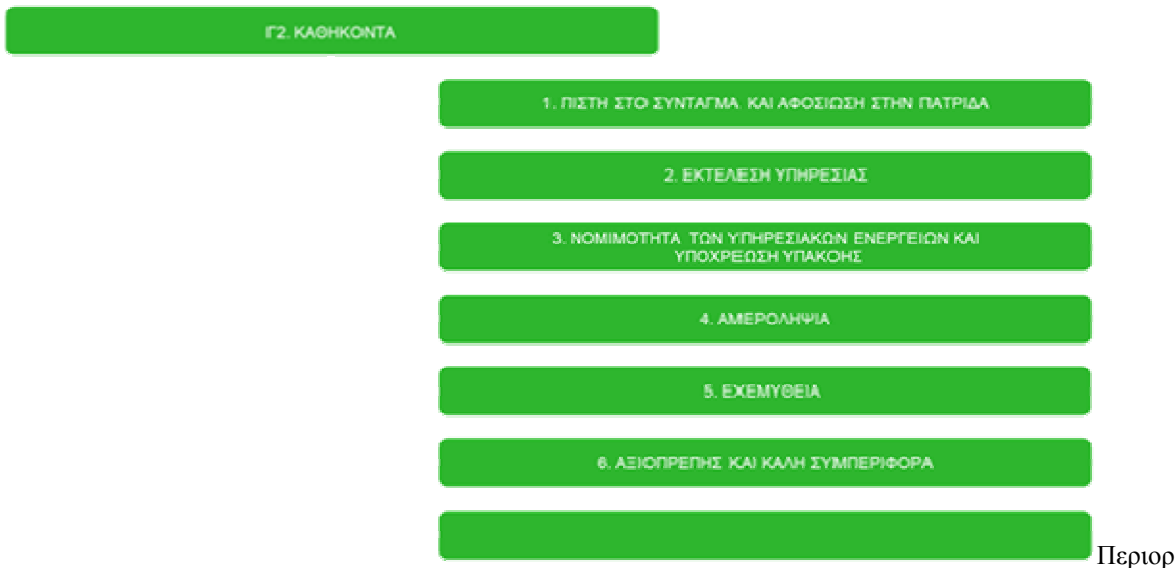 ΙΓ2. ΚΑΘΗΚΟΝΤΑ
1. ΠΙΣΤΗ ΣΤΟ ΣΥΝΤΑΓΜΑ ΚΑΙ ΑΦΟΣΙΩΣΗ ΣΤΗΝ ΠΑΤΡΙΔΑ
2. ΕΚΤΕΛΕΣΗ ΥΠΗΡΕΣΙΑΣ
3. ΝΟΜΙΜΟΤΗΤΑ ΤΩΝ ΥΠΗΡΕΣΙΑΚΩΝ ΕΝΕΡΓΕΙΩΝ ΚΑΙ
ΥΠΟΧΡΕΩΣΗ ΥΠΑΚΟΗΣ
4. ΑΜΕΡΟΛΗΨΙΑ
5. ΕΧΕΜΥΘΕΙΑ
6. ΑΞΙΟΠΡΕΠΗΣ ΚΑΙ ΚΑΛΗ ΣΥΜΠΕΡΙΦΟΡΑ
Περιορ